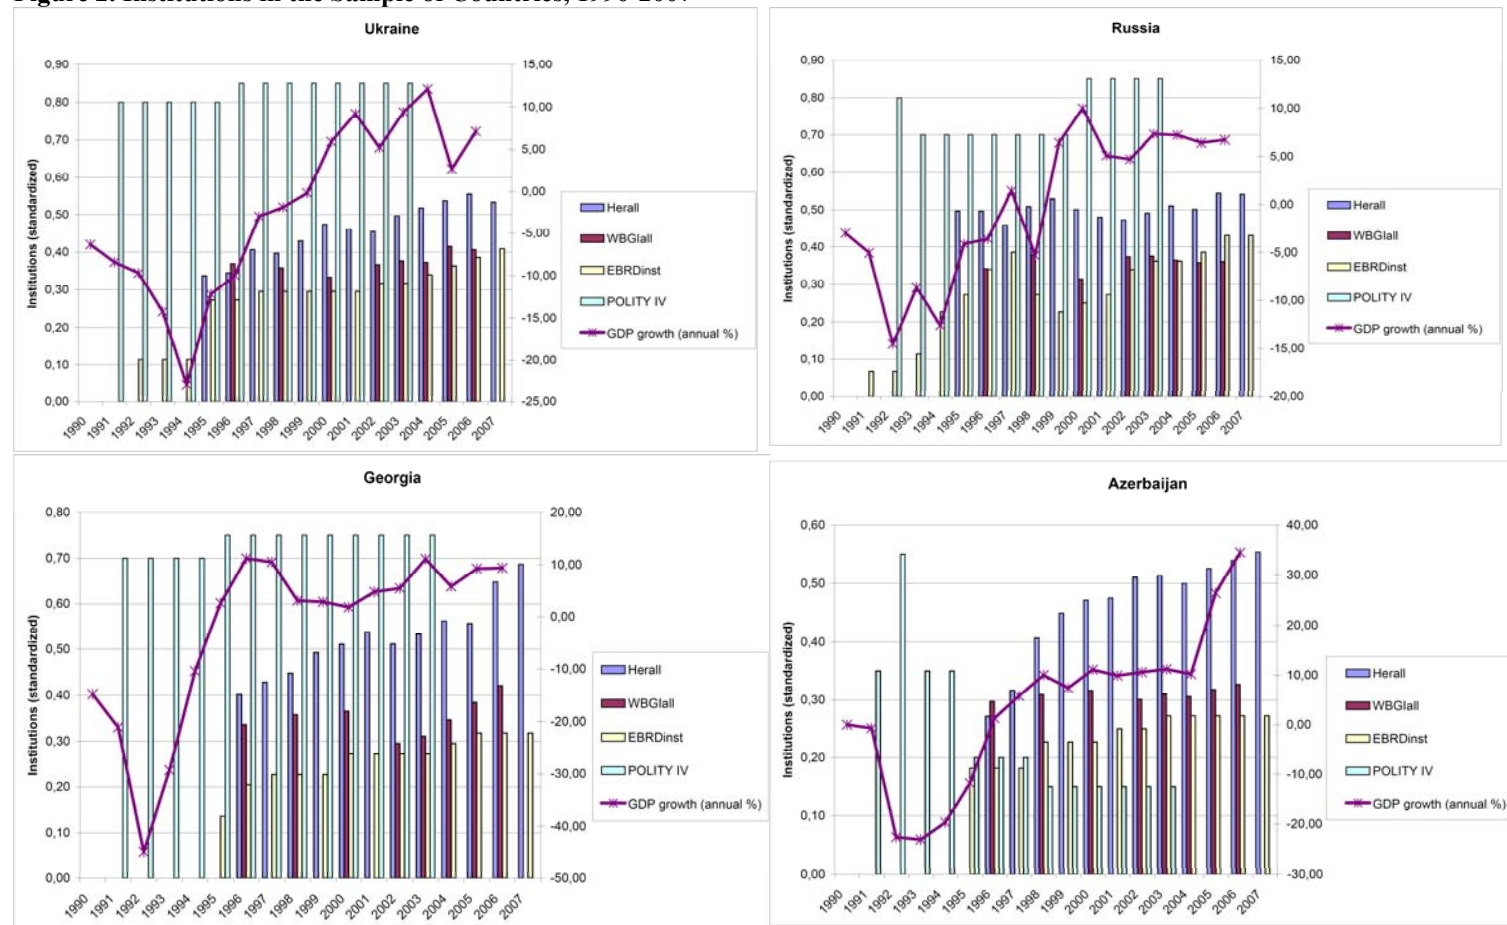 Figure 2. Institutions in the Sample of Countries, 1990-2007
Ukraine
Institutions (standardized)
0,90
0,80
0,70
0,60
0,50
0,40
0,30
0,20
0,10
0,00
15,00
10,00
5,00
0,00
-5,00
-10,00
-15,00
-20,00
-25,00
1990 1991 1992 1993 1994 1995 1996 1997 1998 1999 2000 2001 2002 2003 2004 2005 2006 2007
Herall
WBGIall
EBRDinst
POLITY IV
GDP growth (annual %)
Russia
Institutions (standardized)
0,90
0,80
0,70
0,60
0,50
0,40
0,30
0,20
0,10
0,00
15,00
10,00
5,00
0,00
-5,00
-10,00
-15,00
-20,00
1990 1991 1992 1993 1994 1995 1996 1997 1998 1999 2000 2001 2002 2003 2004 2005 2006 2007
Herall
WBGIall
EBRDinst
POLITY IV
GDP growth (annual %)
Georgia
Institutions (standardized)
0,80
0,70
0,60
0,50
0,40
0,30
0,20
0,10
0,00
20,00
10,00
0,00
-10,00
-20,00
-30,00
-40,00
-50,00
1990 1991 1992 1993 1994 1995 1996 1997 1998 1999 2000 2001 2002 2003 2004 2005 2006 2007
Herall
WBGIall
EBRDinst
POLITY IV
GDP growth (annual %)
Azerbaijan
Institutions (standardized)
0,60
0,50
0,40
0,30
0,20
0,10
0,00
40,00
30,00
20,00
10,00
0,00
-10,00
-20,00
-30,00
1990 1991 1992 1993 1994 1995 1996 1997 1998 1999 2000 2001 2002 2003 2004 2005 2006 2007
Herall
WBGIall
EBRDinst
POLITY IV
GDP growth (annual %)